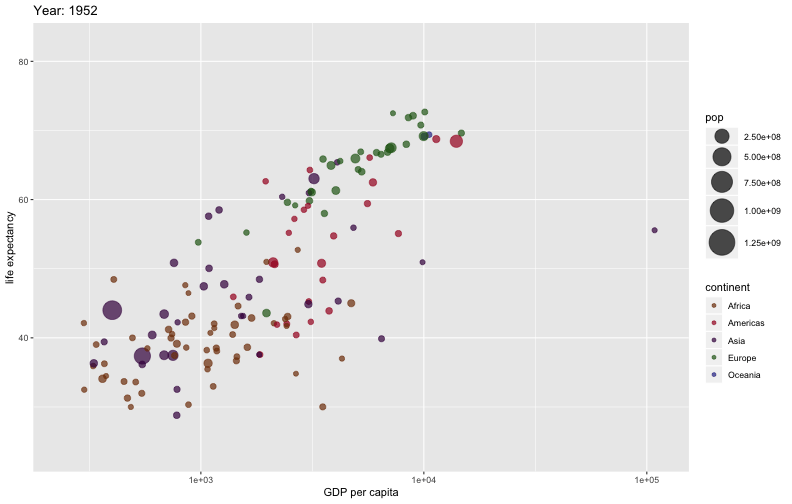 Year: 1952
life expectancy
80
60
40
1e+03
1e+04
1e+05
GDP per capita
pop
2.50e+08
5.00e+08
7.50e+08
1.00e+09
1.25e+09
continent
Africa
Americas
Asia
Europe
Oceania